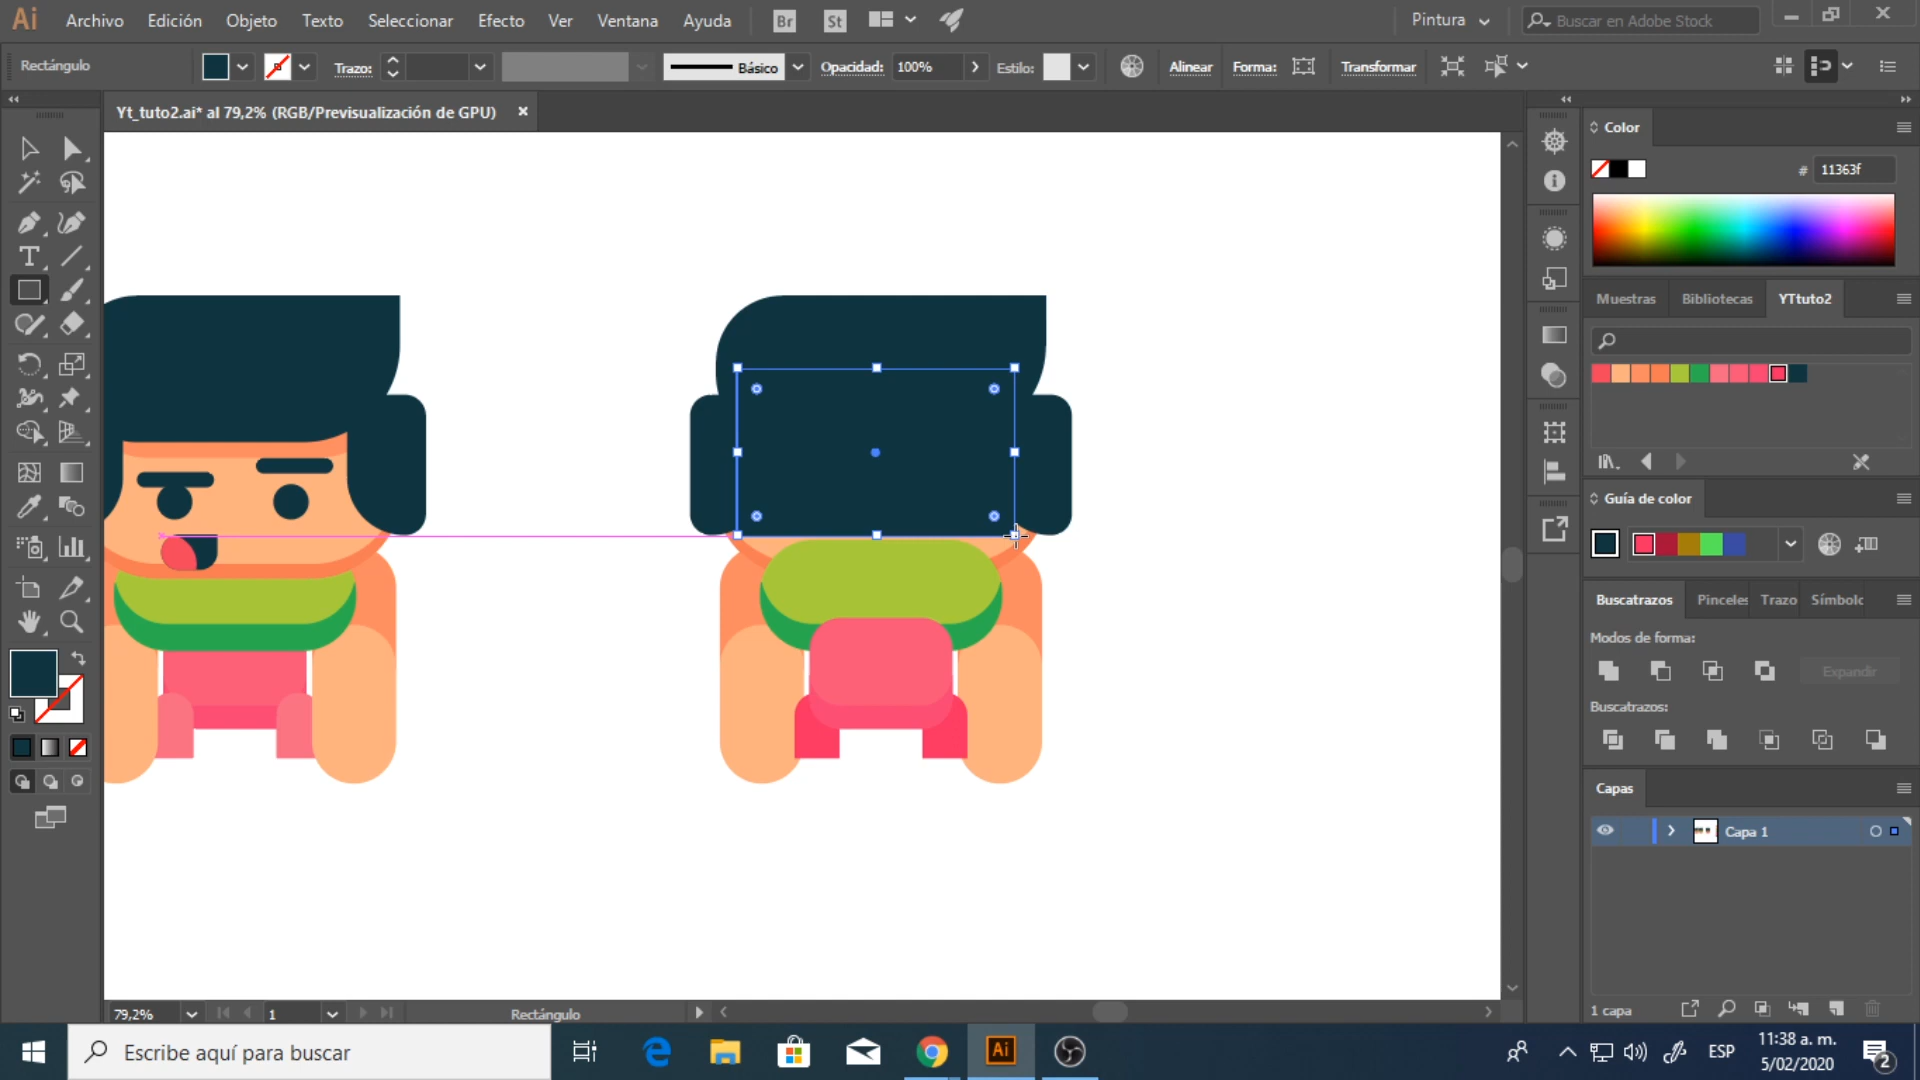 Ai Archivo Edición Objeto Texto Seleccionar Efecto Ver Ventana Ayuda Br St Pintura Buscar en Adobe Stock
Rectángulo Trazo: Básico Opacidad: 100% Estilo: Alinear Forma: Transformar
Yt_tuto2.ai* al 79,2% (RGB/Previsualización de GPU)
Color
# 11363f
Muestras Bibliotecas YTtuto2
Guía de color
Buscatrazos Pinceles Trazo Símbolc
Modos de forma:
Expandir
Buscatrazos:
Capas
Capa 1
1 capa
79,2% 1 Rectángulo
Escribe aquí para buscar
Ai
ESP
11:38 a. m.
5/02/2020
2